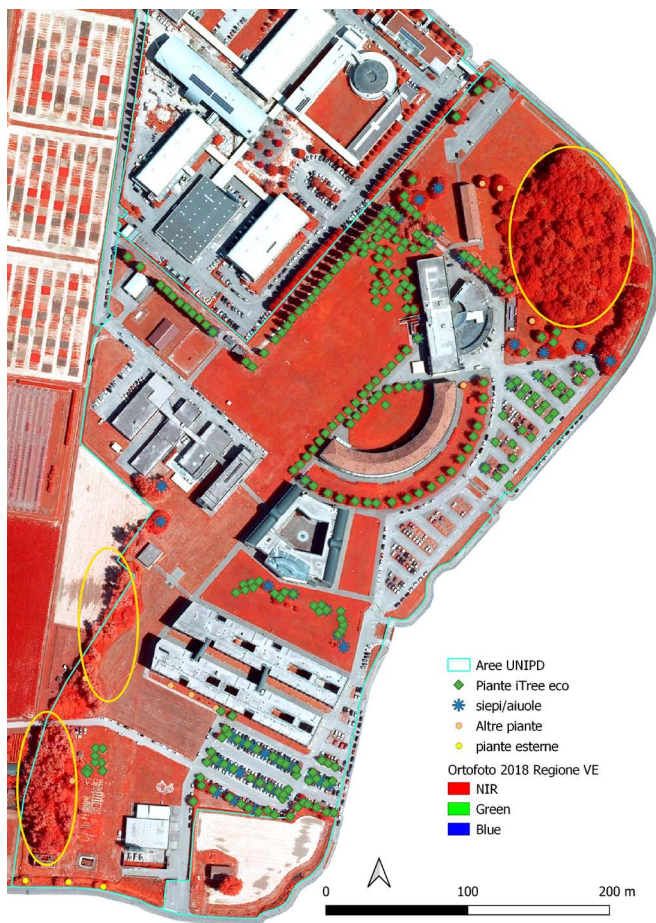 Aree UNIPD
Piante iTree eco
siepi/aiuole
Altre piante
piante esterne
Ortofoto 2018 Regione VE
NIR
Green
Blue
0 100 200 m